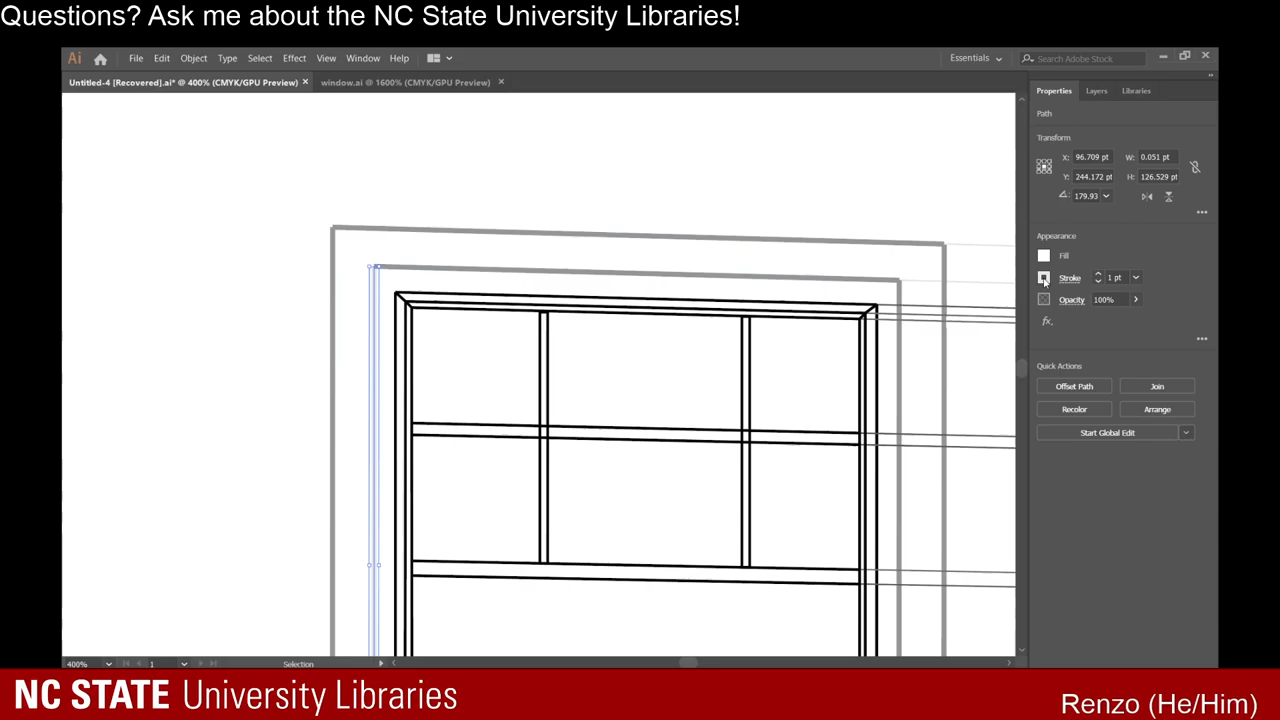 Questions? Ask me about the NC State University Libraries!
Ai File Edit Object Type Select Effect View Window Help Essentials Search Adobe Stock
Untitled-4 [Recovered].ai* @ 400% (CMYK/GPU Preview) × window.ai @ 1600% (CMYK/GPU Preview) ×
Properties Layers Libraries
Path
Transform
X: 96.709 pt W: 0.051 pt
Y: 244.172 pt H: 126.529 pt
179.93
Appearance
Fill
Stroke 1 pt
Opacity 100%
fx.
Quick Actions
Offset Path Join
Recolor Arrange
Start Global Edit
400% 1 Selection
NC STATE University Libraries
Renzo (He/Him)